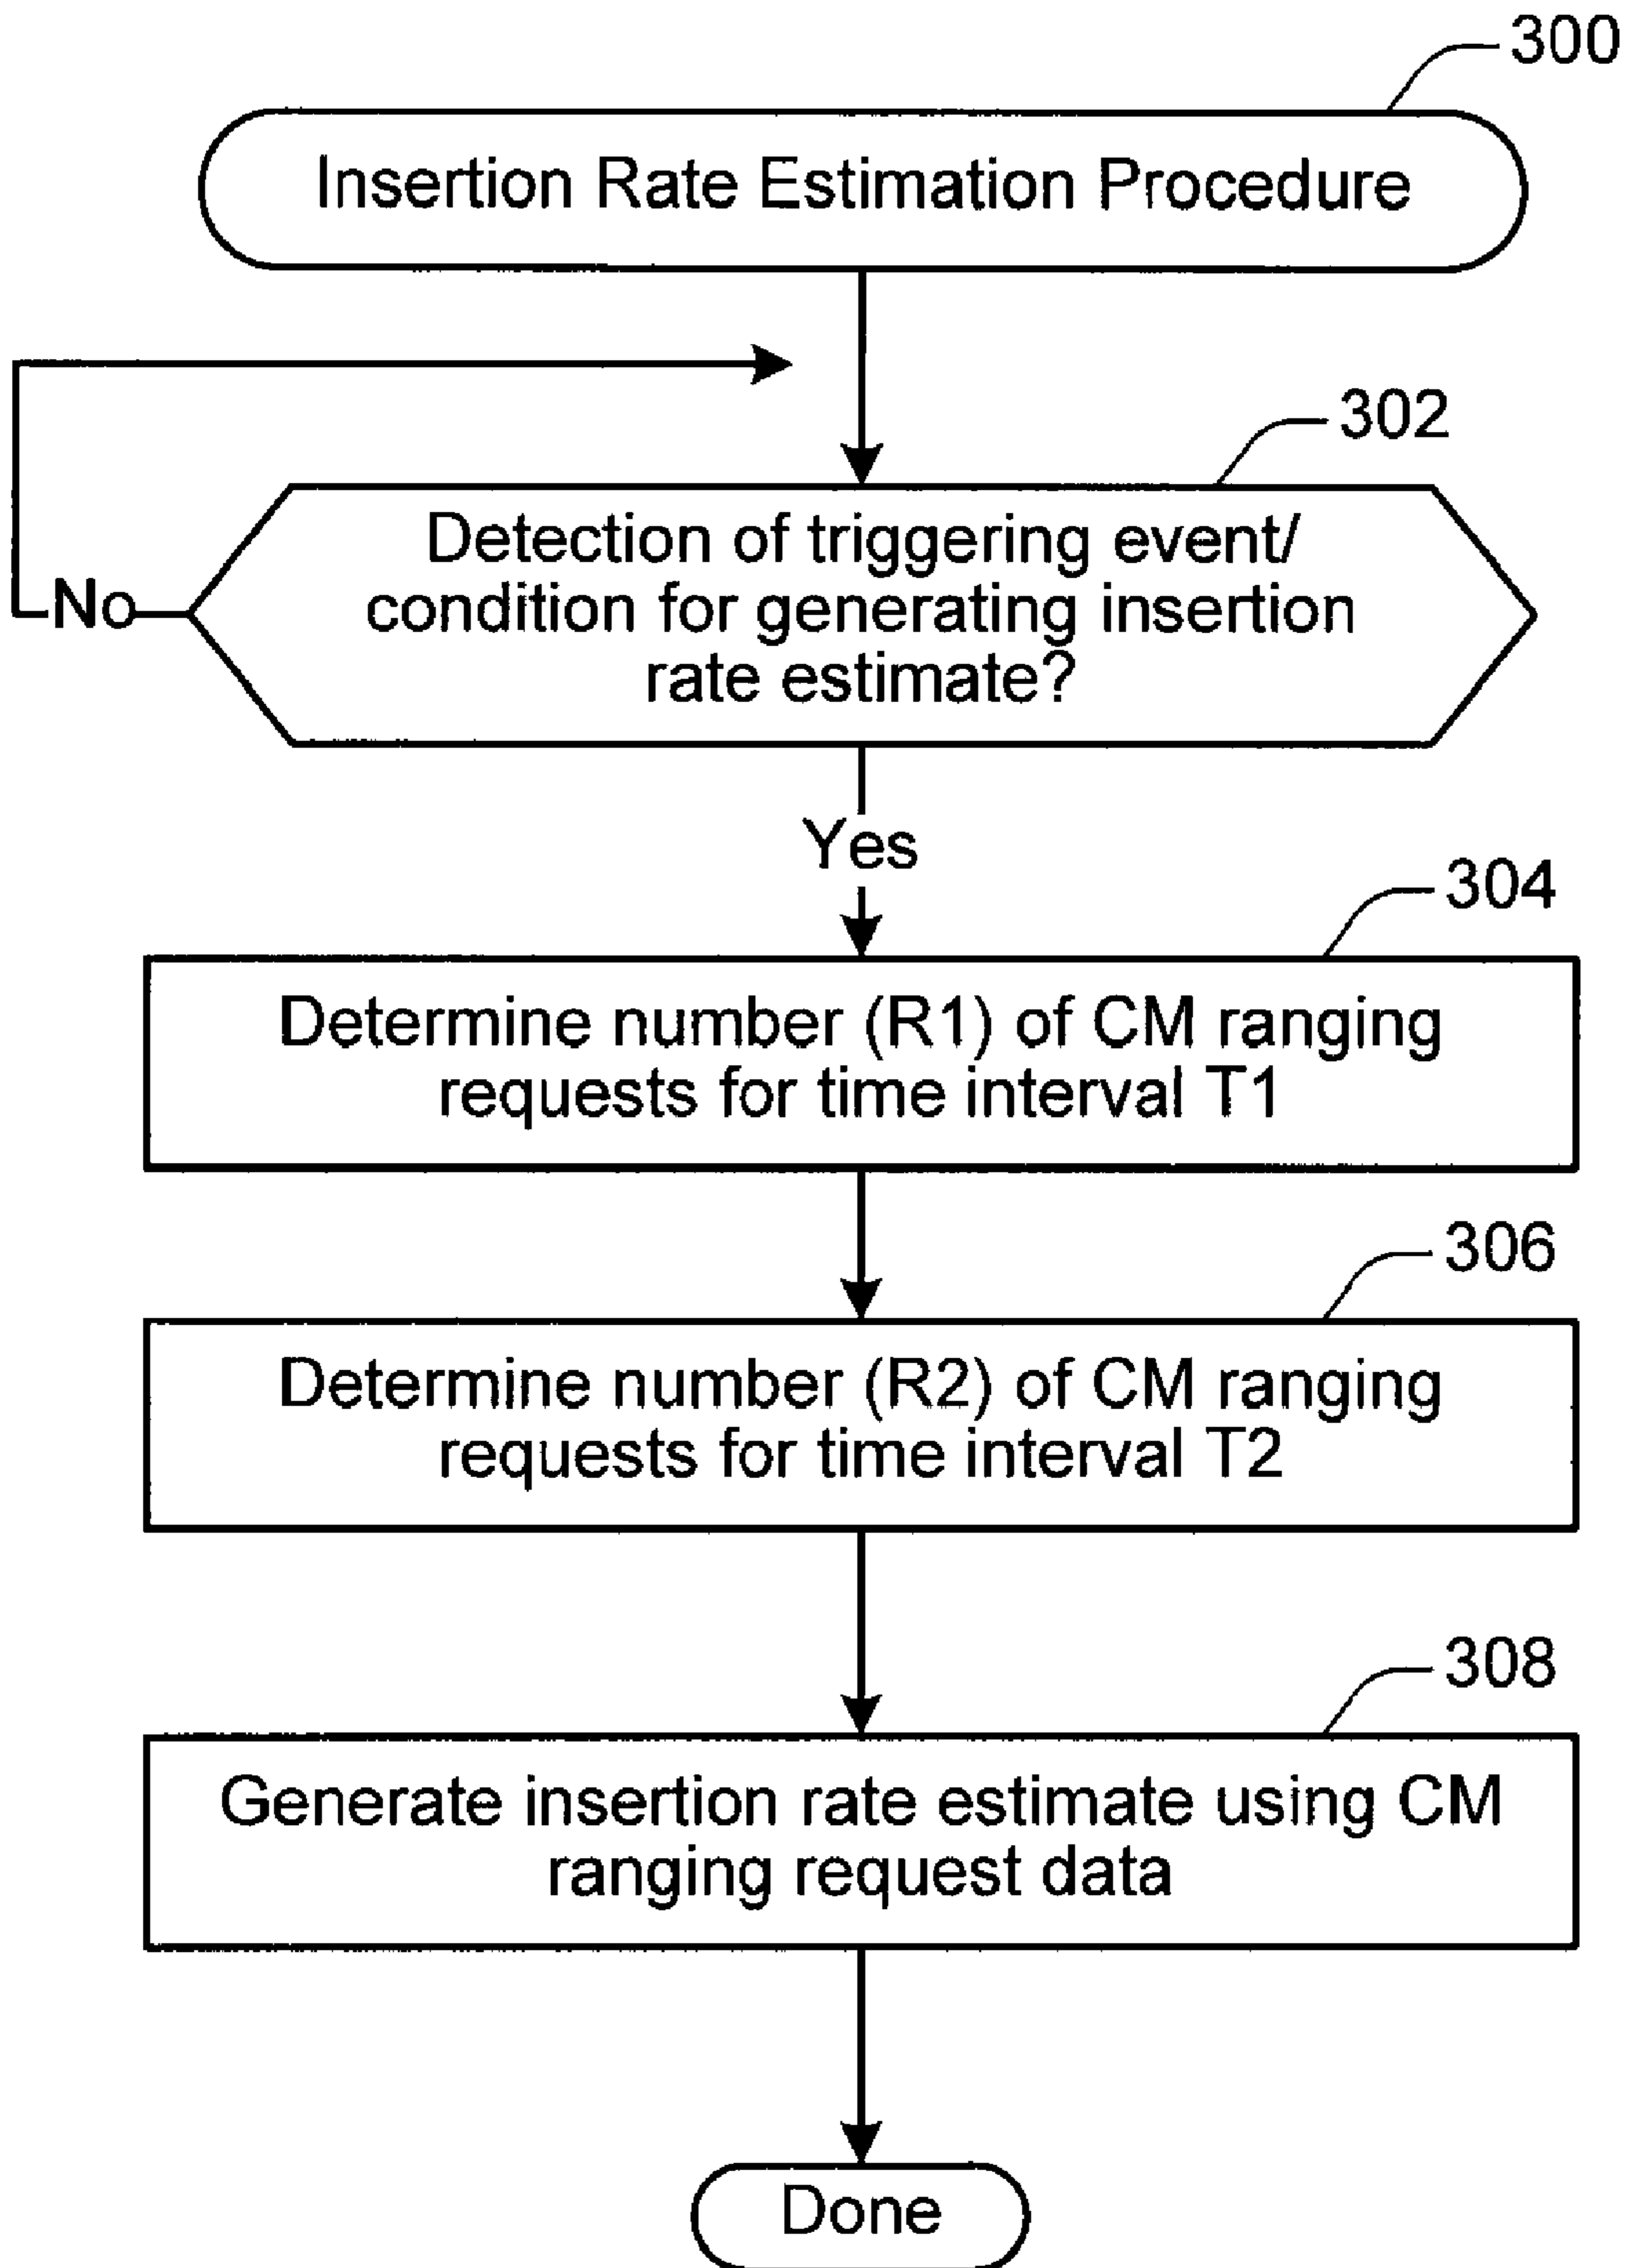 300
Insertion Rate Estimation Procedure
302
Detection of triggering event/
condition for generating insertion
rate estimate?
No
Yes
304
Determine number (R1) of CM ranging
requests for time interval T1
306
Determine number (R2) of CM ranging
requests for time interval T2
308
Generate insertion rate estimate using CM
ranging request data
Done